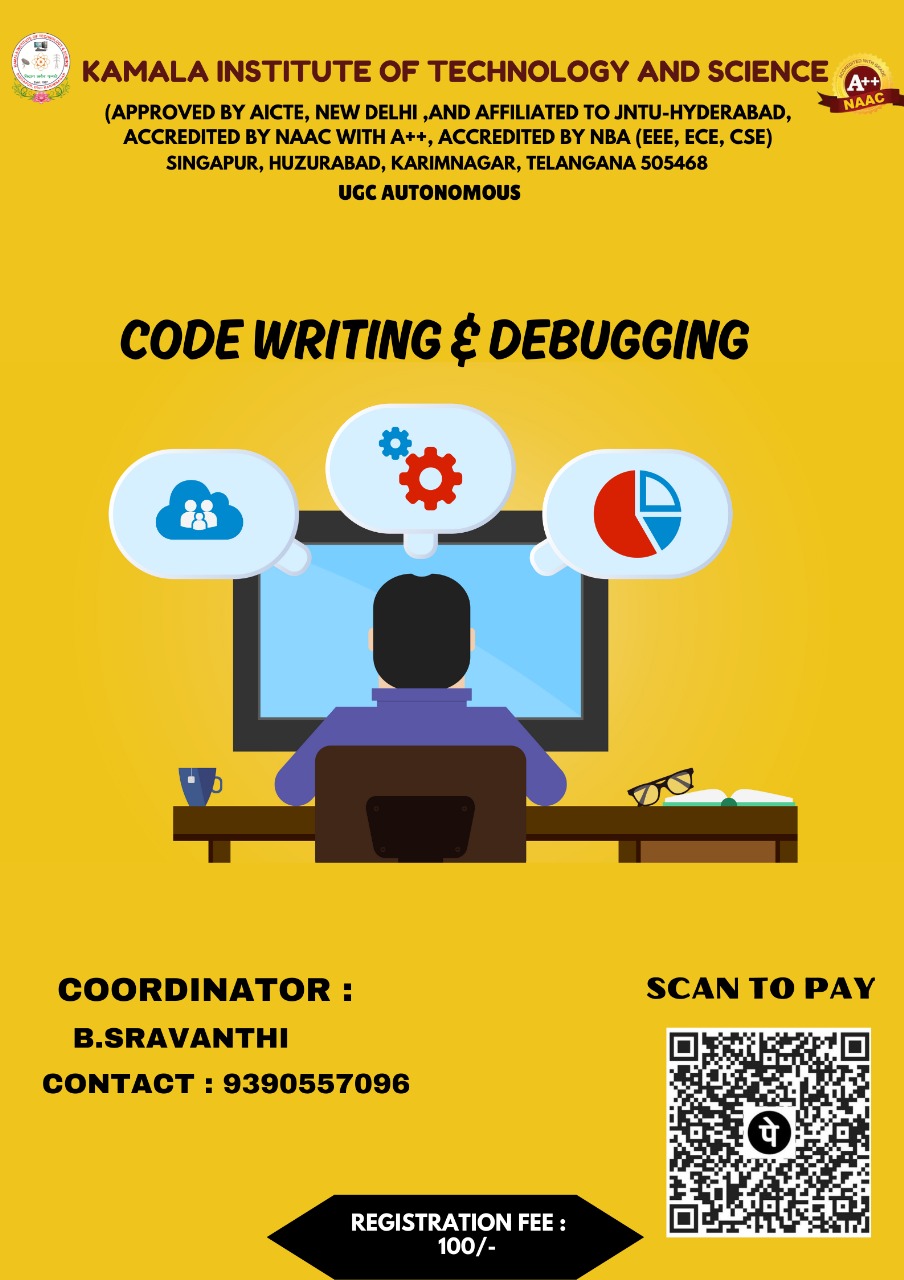 KAMALA INSTITUTE OF TECHNOLOGY AND SCIENCE
A++
NAAC
(APPROVED BY AICTE, NEW DELHI ,AND AFFILIATED TO JNTU-HYDERABAD,
ACCREDITED BY NAAC WITH A++, ACCREDITED BY NBA (EEE, ECE, CSE)
SINGAPUR, HUZURABAD, KARIMNAGAR, TELANGANA 505468
UGC AUTONOMOUS
CODE WRITING & DEBUGGING
COORDINATOR :
B.SRAVANTHI
CONTACT : 9390557096
SCAN TO PAY
पे
REGISTRATION FEE :
100/-